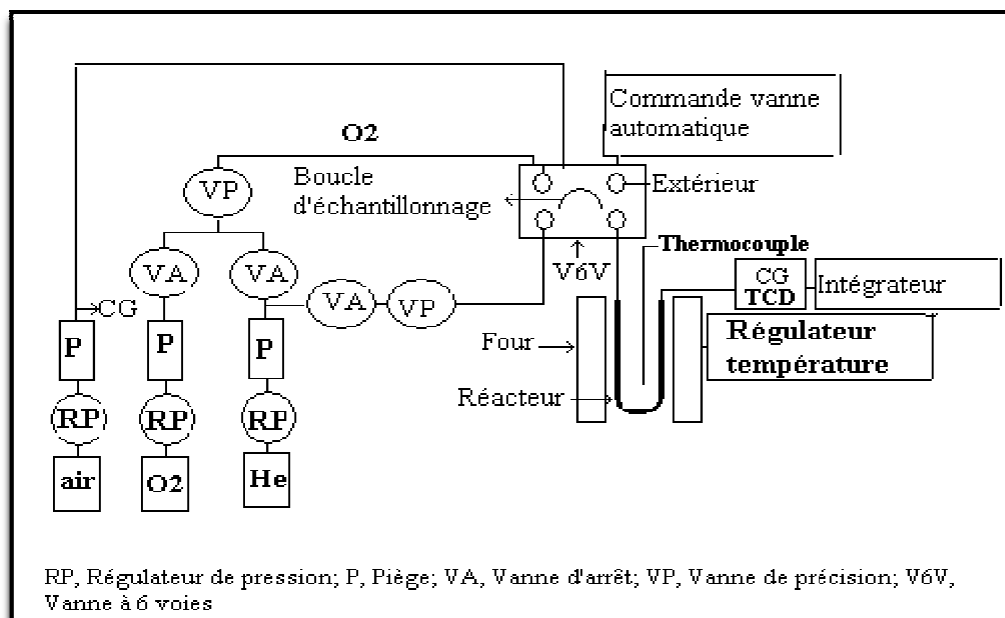 Commande vanne
automatique
O2
VP
Boucle
d'échantillonnage
Extérieur
VA
VA
V6V
Thermocouple
CG
VA
VP
CG
TCD
Intégrateur
P
P
P
Four
Régulateur
température
Réacteur
RP
RP
RP
air
O2
He
RP, Régulateur de pression; P, Piège; VA, Vanne d'arrêt; VP, Vanne de précision; V6V,
Vanne à 6 voies